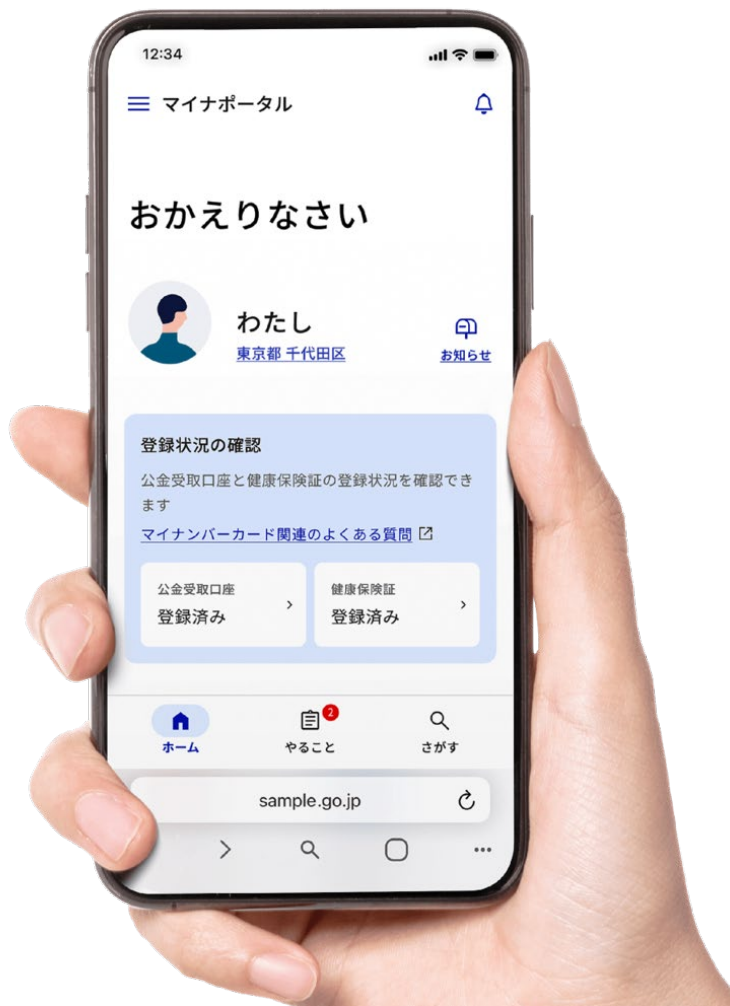 12:34
マイナポータル
おかえりなさい
わたし
東京都 千代田区
お知らせ
登録状況の確認
公金受取口座と健康保険証の登録状況を確認でき
ます
マイナンバーカード関連のよくある質問
公金受取口座
登録済み
健康保険証
登録済み
2
ホーム
やること
さがす
sample.go.jp